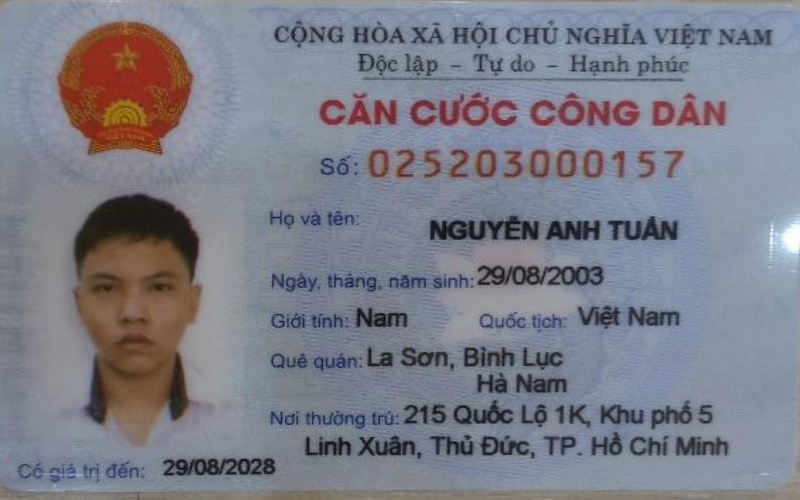 CỘNG HÒA XÃ HỘI CHỦ NGHĨA VIỆT NAM
Độc lập – Tự do – Hạnh phúc
CĂN CƯỚC CÔNG DÂN
Số: 025203000157
Họ và tên: NGUYỄN ANH TUẤN
Ngày, tháng, năm sinh: 29/08/2003
Giới tính: Nam Quốc tịch: Việt Nam
Quê quán: La Sơn, Bình Lục
Hà Nam
Nơi thường trú: 215 Quốc Lộ 1K, Khu phố 5
Linh Xuân, Thủ Đức, TP. Hồ Chí Minh
Có giá trị đến: 29/08/2028
VIỆT NAM